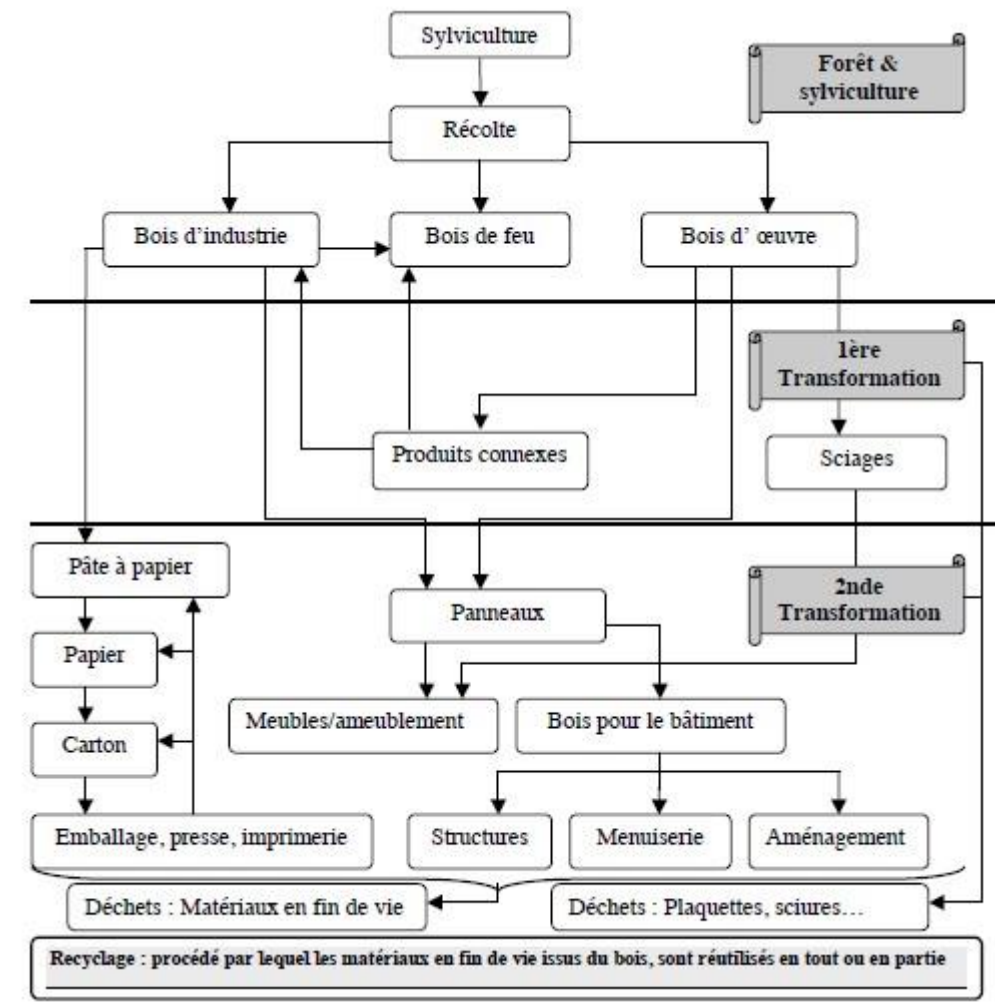 Sylviculture
Forêt &
sylviculture
Récolte
Bois d'industrie
Bois de feu
Bois d' œuvre
1ère
Transformation
Produits connexes
Sciages
Pâte à papier
2nde
Transformation
Panneaux
Papier
Meubles/ameublement
Bois pour le bâtiment
Carton
Emballage, presse, imprimerie
Structures
Menuiserie
Aménagement
Déchets : Matériaux en fin de vie
Déchets : Plaquettes, sciures…
Recyclage : procédé par lequel les matériaux en fin de vie issus du bois, sont réutilisés en tout ou en partie